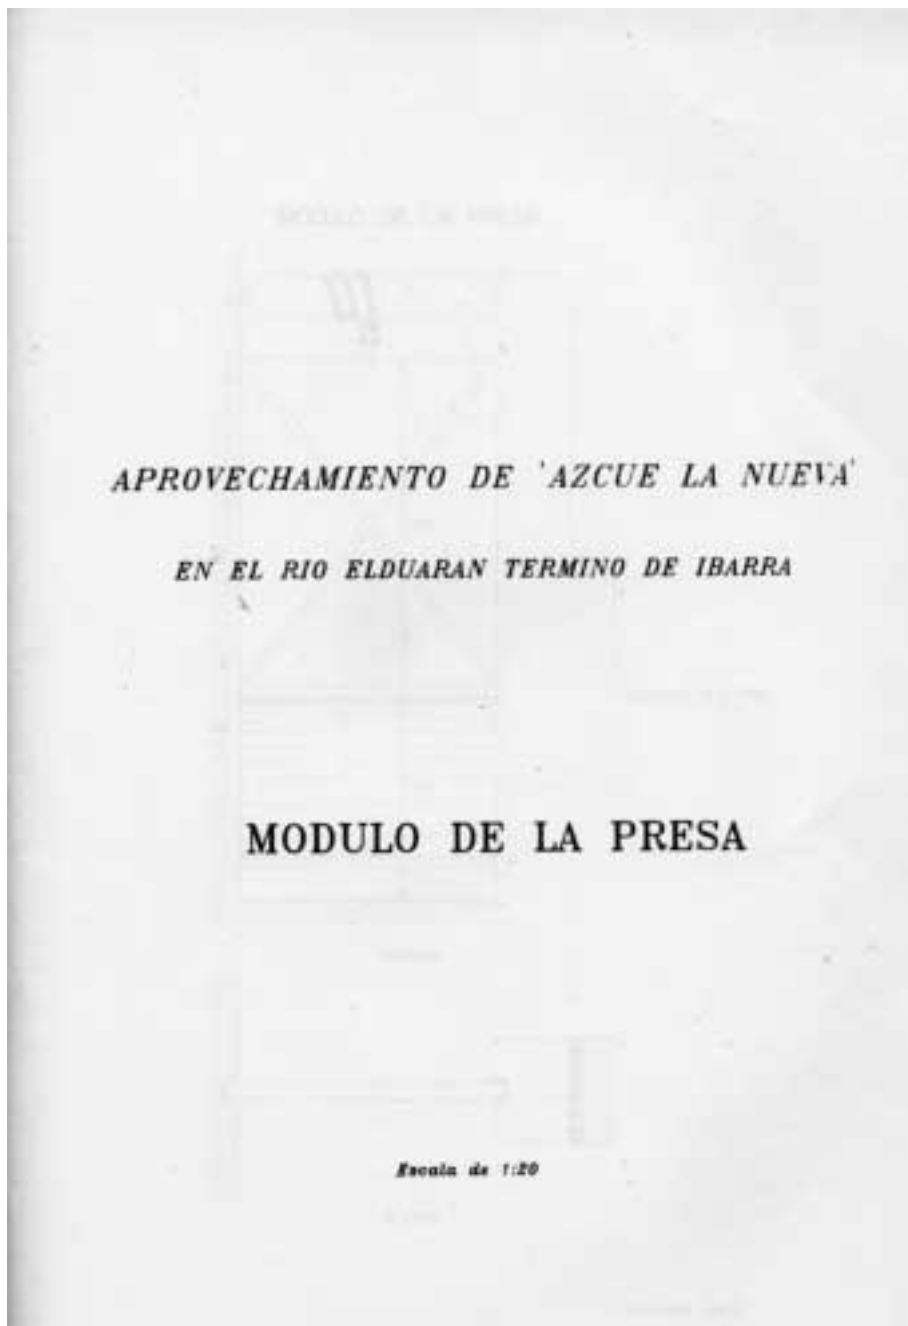 APROVECHAMIENTO DE 'AZCUE LA NUEVA'
EN EL RIO ELDUARAN TERMINO DE IBARRA
MODULO DE LA PRESA
Escala de 1:20